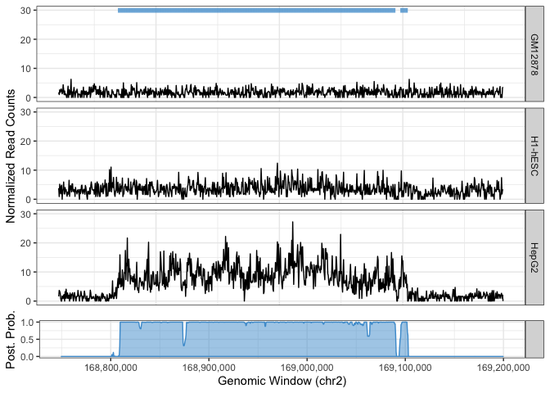 30
20
10
0
GM12878
30
20
10
0
H1-hESC
30
20
10
0
HepG2
Normalized Read Counts
1.0
0.5
0.0
Post. Prob.
168,800,000 168,900,000 169,000,000 169,100,000 169,200,000
Genomic Window (chr2)